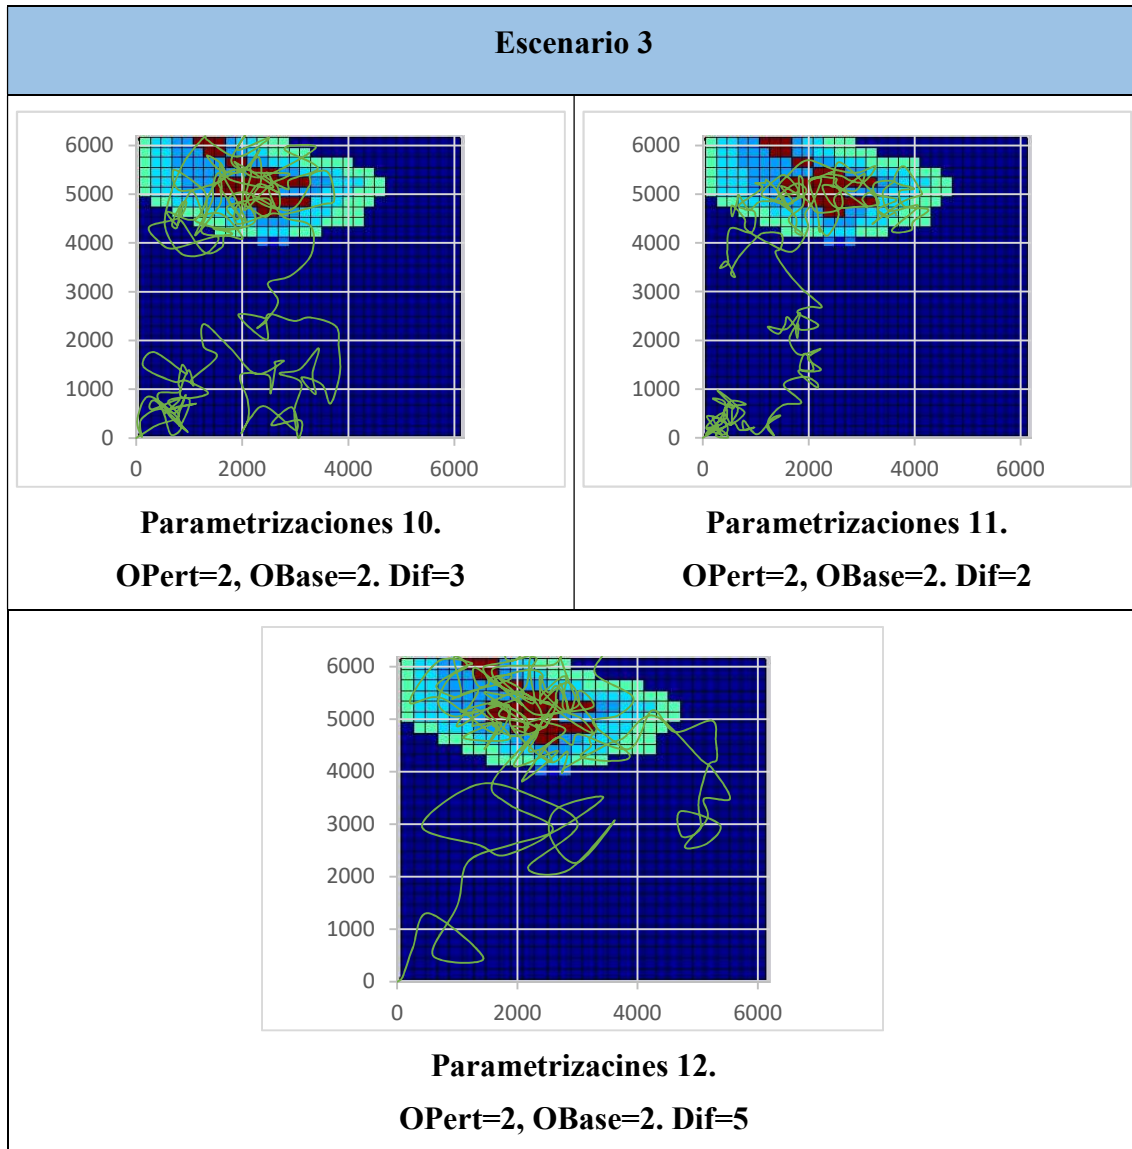 Escenario 3
6000
5000
4000
3000
2000
1000
0
0 2000 4000 6000
Parametrizaciones 10.
OPert=2, OBase=2. Dif=3
6000
5000
4000
3000
2000
1000
0
0 2000 4000 6000
Parametrizaciones 11.
OPert=2, OBase=2. Dif=2
6000
5000
4000
3000
2000
1000
0
0 2000 4000 6000
Parametrizacines 12.
OPert=2, OBase=2. Dif=5